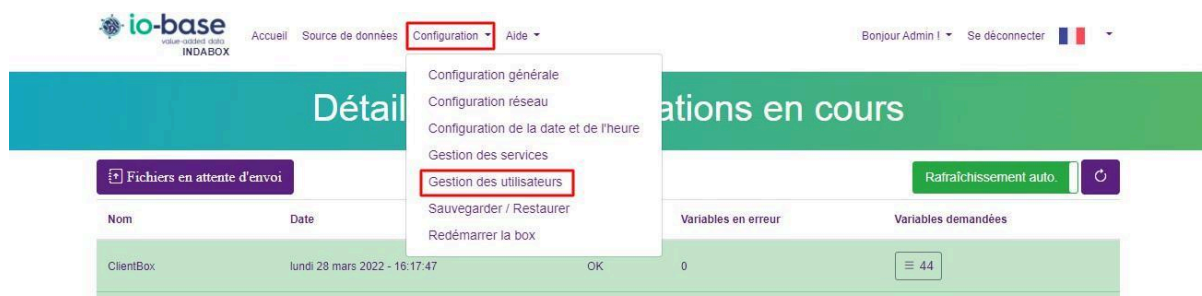 io-base
value-added data
INDABOX
Accueil Source de données Configuration Aide
Bonjour Admin ! Se déconnecter
Configuration générale
Configuration réseau
Configuration de la date et de l'heure
Gestion des services
Gestion des utilisateurs
Sauvegarder / Restaurer
Redémarrer la box
Détail ations en cours
Fichiers en attente d'envoi
Rafraîchissement auto.
Nom Date Variables en erreur Variables demandées
ClientBox lundi 28 mars 2022 - 16:17:47 OK 0 44